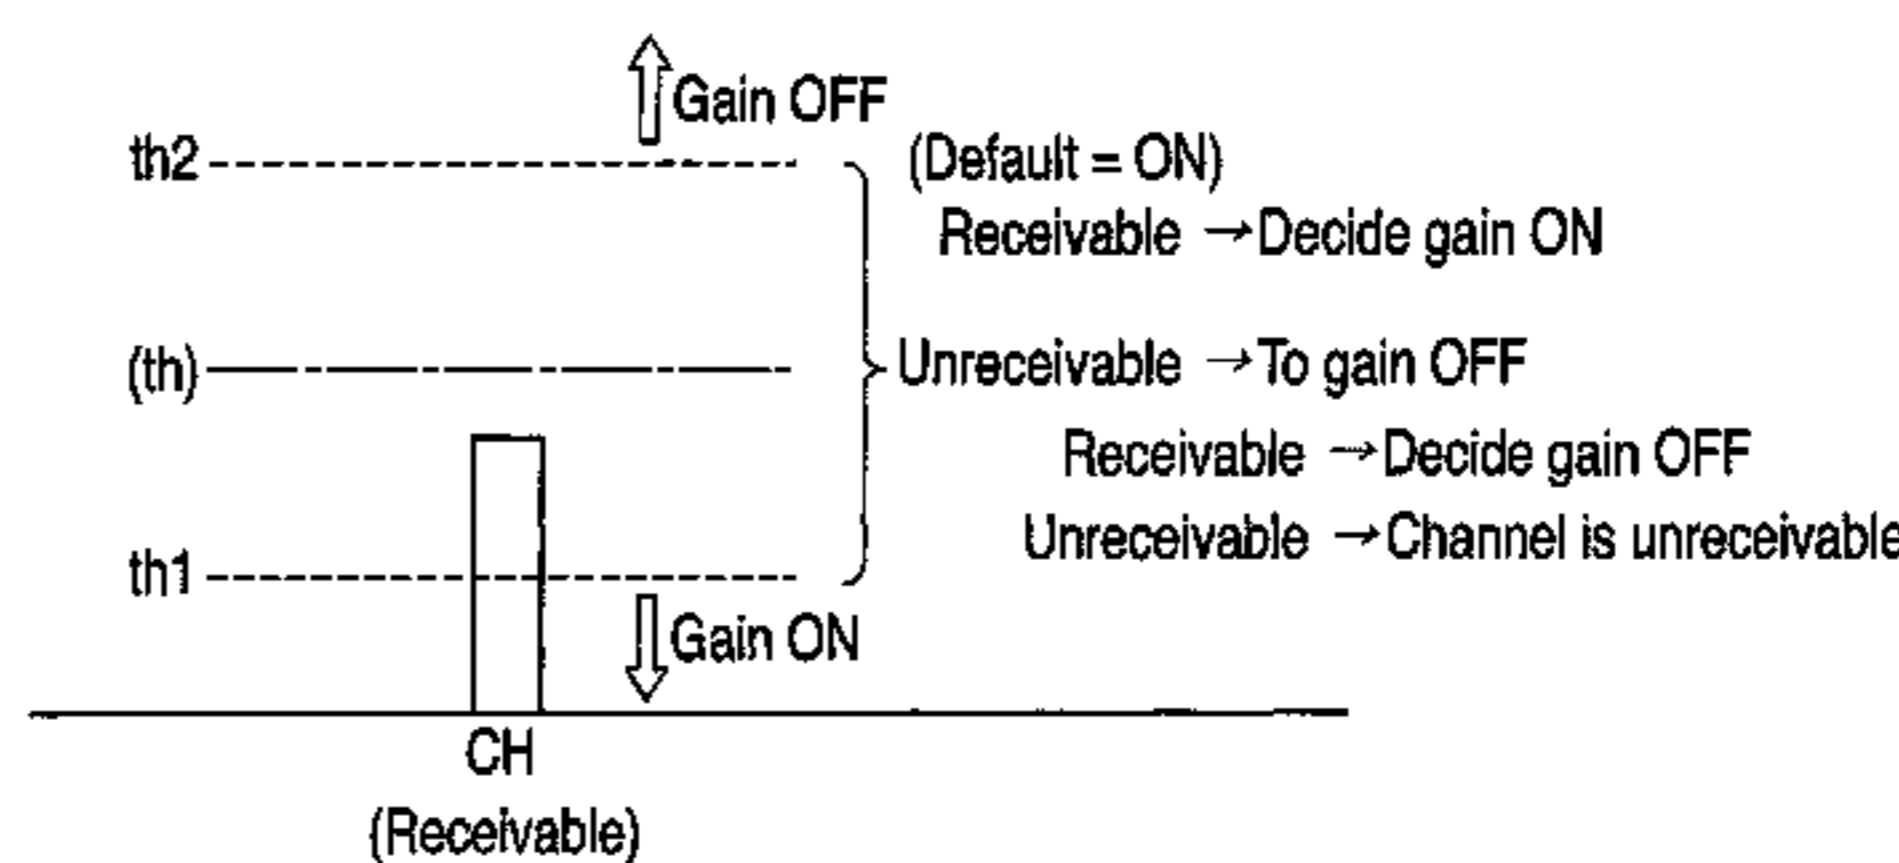 Gain OFF
th2
(Default = ON)
Receivable →Decide gain ON
(th)
Unreceivable →To gain OFF
Receivable →Decide gain OFF
Unreceivable →Channel is unreceivable
th1
Gain ON
CH
(Receivable)